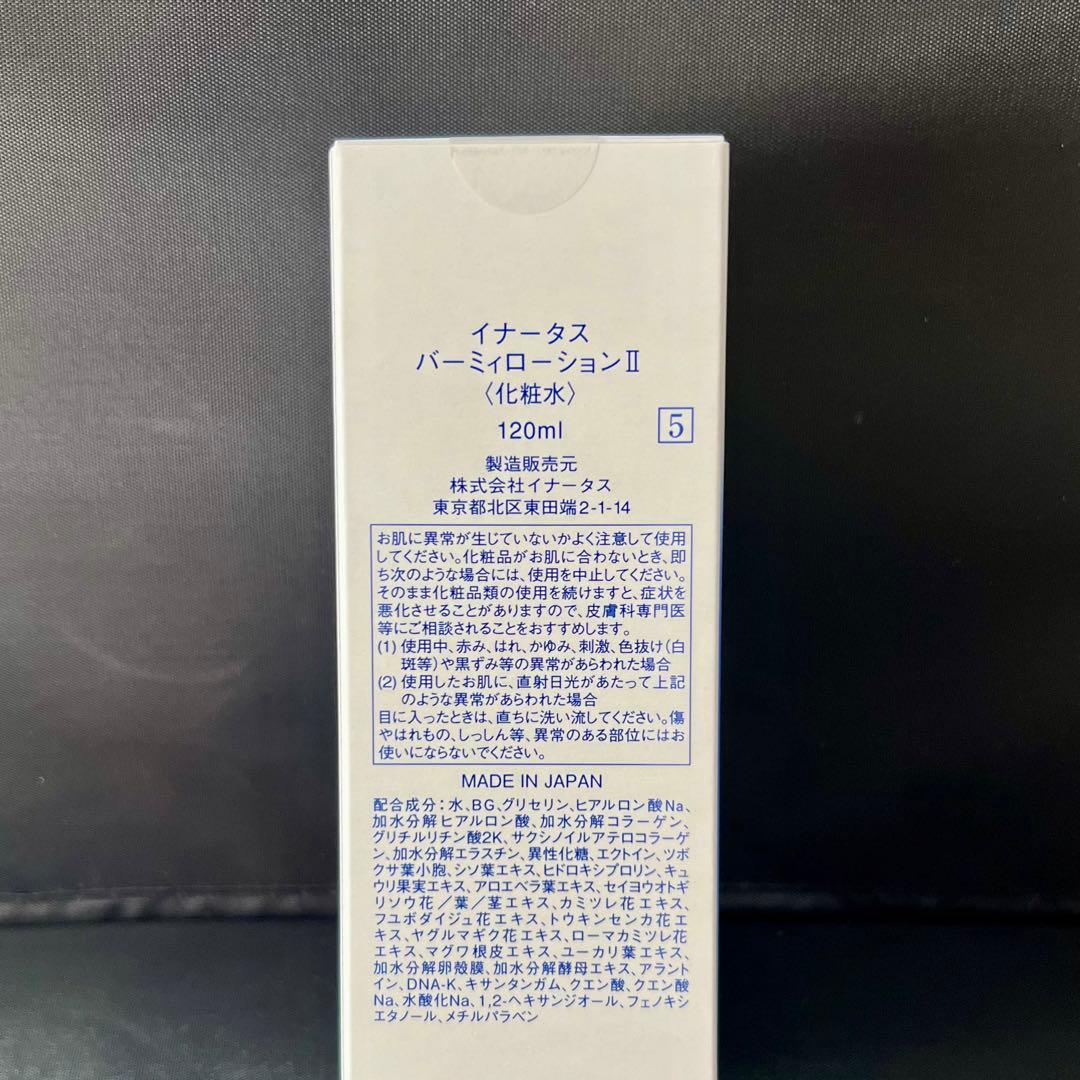 イナータス
バーミィローションⅡ
〈化粧水〉
120ml
5
製造販売元
株式会社イナータス
東京都北区東田端2-1-14
お肌に異常が生じていないかよく注意して使用
してください。化粧品がお肌に合わないとき、即
ち次のような場合には、使用を中止してください。
そのまま化粧品類の使用を続けますと、症状を
悪化させることがありますので、皮膚科専門医
等にご相談されることをおすすめします。
(1) 使用中、赤み、はれ、かゆみ、刺激、色抜け(白
斑等)や黒ずみ等の異常があらわれた場合
(2) 使用したお肌に、直射日光があたって上記
のような異常があらわれた場合
目に入ったときは、直ちに洗い流してください。傷
やはれもの、しっしん等、異常のある部位にはお
使いにならないでください。
MADE IN JAPAN
配合成分：水、BG、グリセリン、ヒアルロン酸Na、
加水分解ヒアルロン酸、加水分解コラーゲン、
グリチルリチン酸2K、サクシノイルアテロコラーゲ
ン、加水分解エラスチン、異性化糖、エクトイン、ツボ
クサ葉小胞、シソ葉エキス、ヒドロキシプロリン、キュ
ウリ果実エキス、アロエベラ葉エキス、セイヨウオトギ
リソウ花／葉／茎エキス、カミツレ花エキス、
フユボダイジュ花エキス、トウキンセンカ花エ
キス、ヤグルマギク花エキス、ローマカミツレ花
エキス、マグワ根皮エキス、ユーカリ葉エキス、
加水分解卵殻膜、加水分解酵母エキス、アラント
イン、DNA-K、キサンタンガム、クエン酸、クエン酸
Na、水酸化Na、1,2-ヘキサンジオール、フェノキシ
エタノール、メチルパラベン